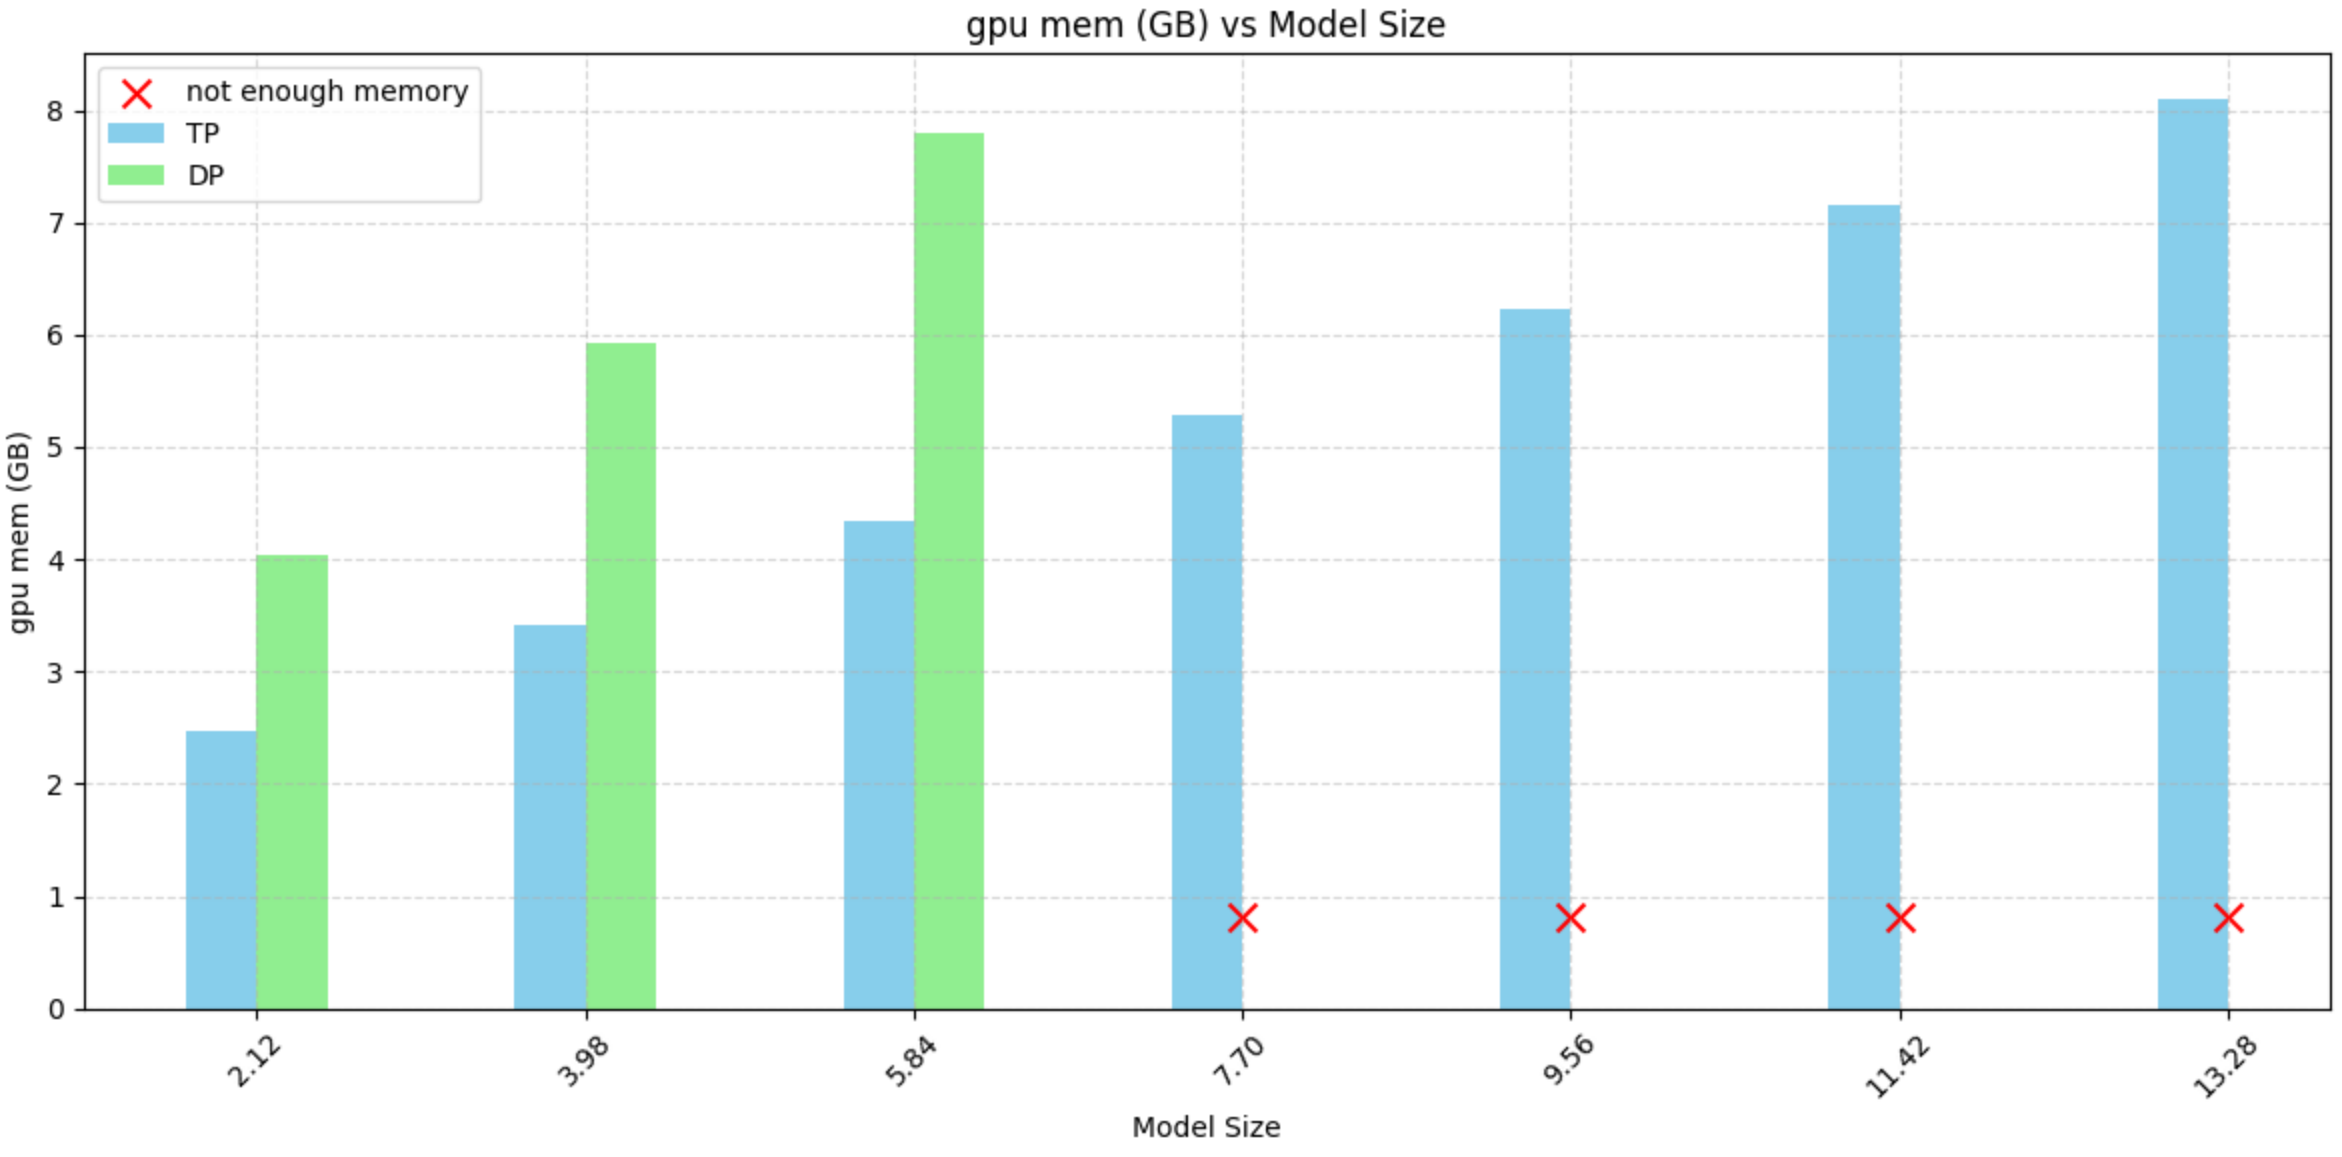 gpu mem (GB) vs Model Size
not enough memory
TP
DP
gpu mem (GB)
8
7
6
5
4
3
2
1
0
2.12
3.98
5.84
7.70
9.56
11.42
13.28
Model Size